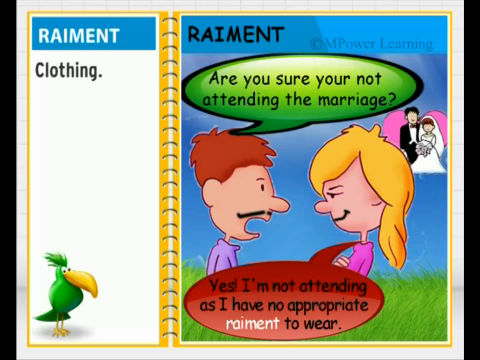 RAIMENT
Clothing.
RAIMENT
©MPower Learning
Are you sure your not
attending the marriage?
Yes! I'm not attending
as I have no appropriate
raiment to wear.